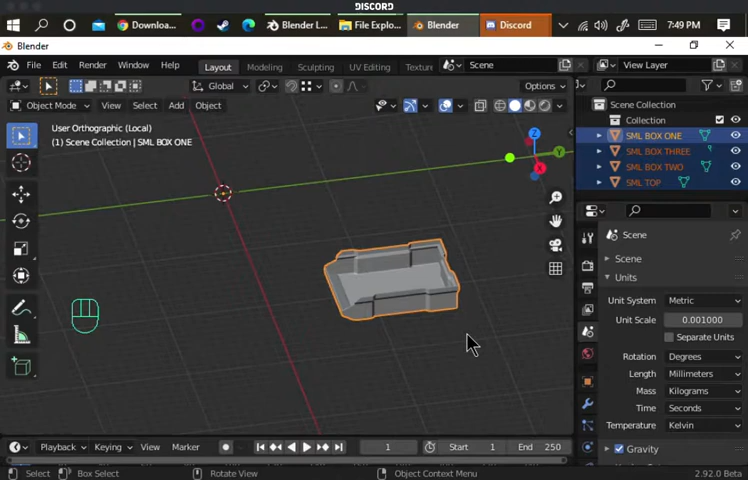 DISCORD
Downloa...
Blender L...
File Explo...
Blender
Discord
7:49 PM
Blender
File Edit Render Window Help Layout Modeling Sculpting UV Editing Textur Scene View Layer
Global Options
Object Mode View Select Add Object
User Orthographic (Local)
(1) Scene Collection | SML BOX ONE
Z
Y
X
Scene Collection
Collection
SML BOX ONE
SML BOX THREE
SML BOX TWO
SML TOP
Scene
Scene
Units
Unit System Metric
Unit Scale 0.001000
Separate Units
Rotation Degrees
Length Millimeters
Mass Kilograms
Time Seconds
Temperature Kelvin
Gravity
Playback Keying View Marker 1 Start 1 End 250
Select Box Select Rotate View Object Context Menu 2.92.0 Beta